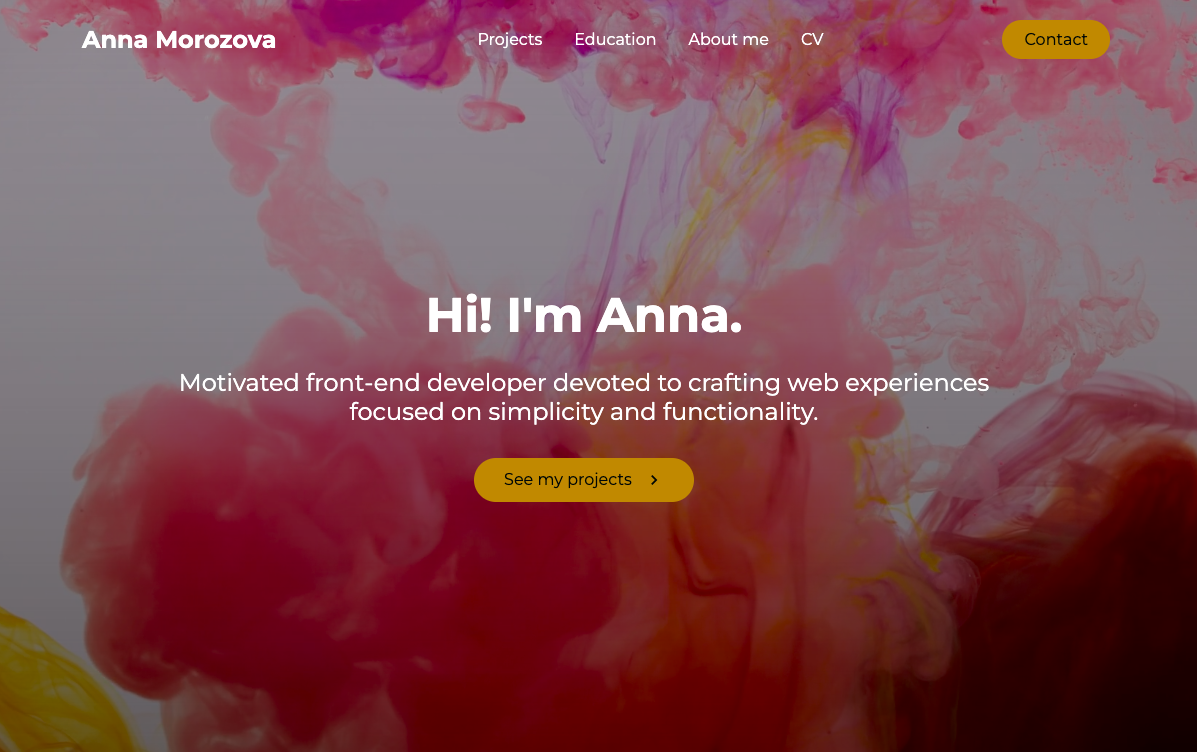 Anna Morozova
Projects
Education
About me
CV
Contact
Hi! I'm Anna.
Motivated front-end developer devoted to crafting web experiences
focused on simplicity and functionality.
See my projects